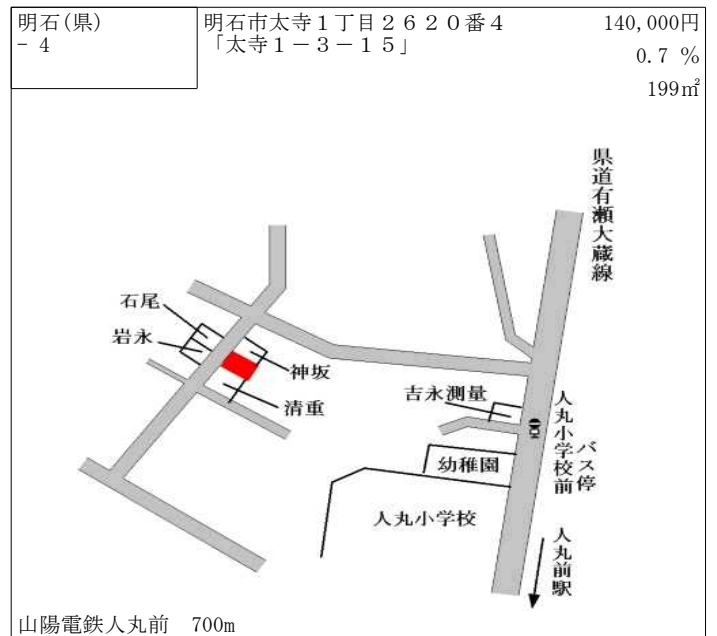 明石(県)
- 4
明石市太寺１丁目２６２０番４
「太寺１－３－１５」
140,000円
0.7 %
199㎡
県道有瀬大蔵線
石尾
岩永
神坂
清重
吉永測量
人丸小学校前
バス停
幼稚園
人丸小学校
人丸前駅
山陽電鉄人丸前 700m